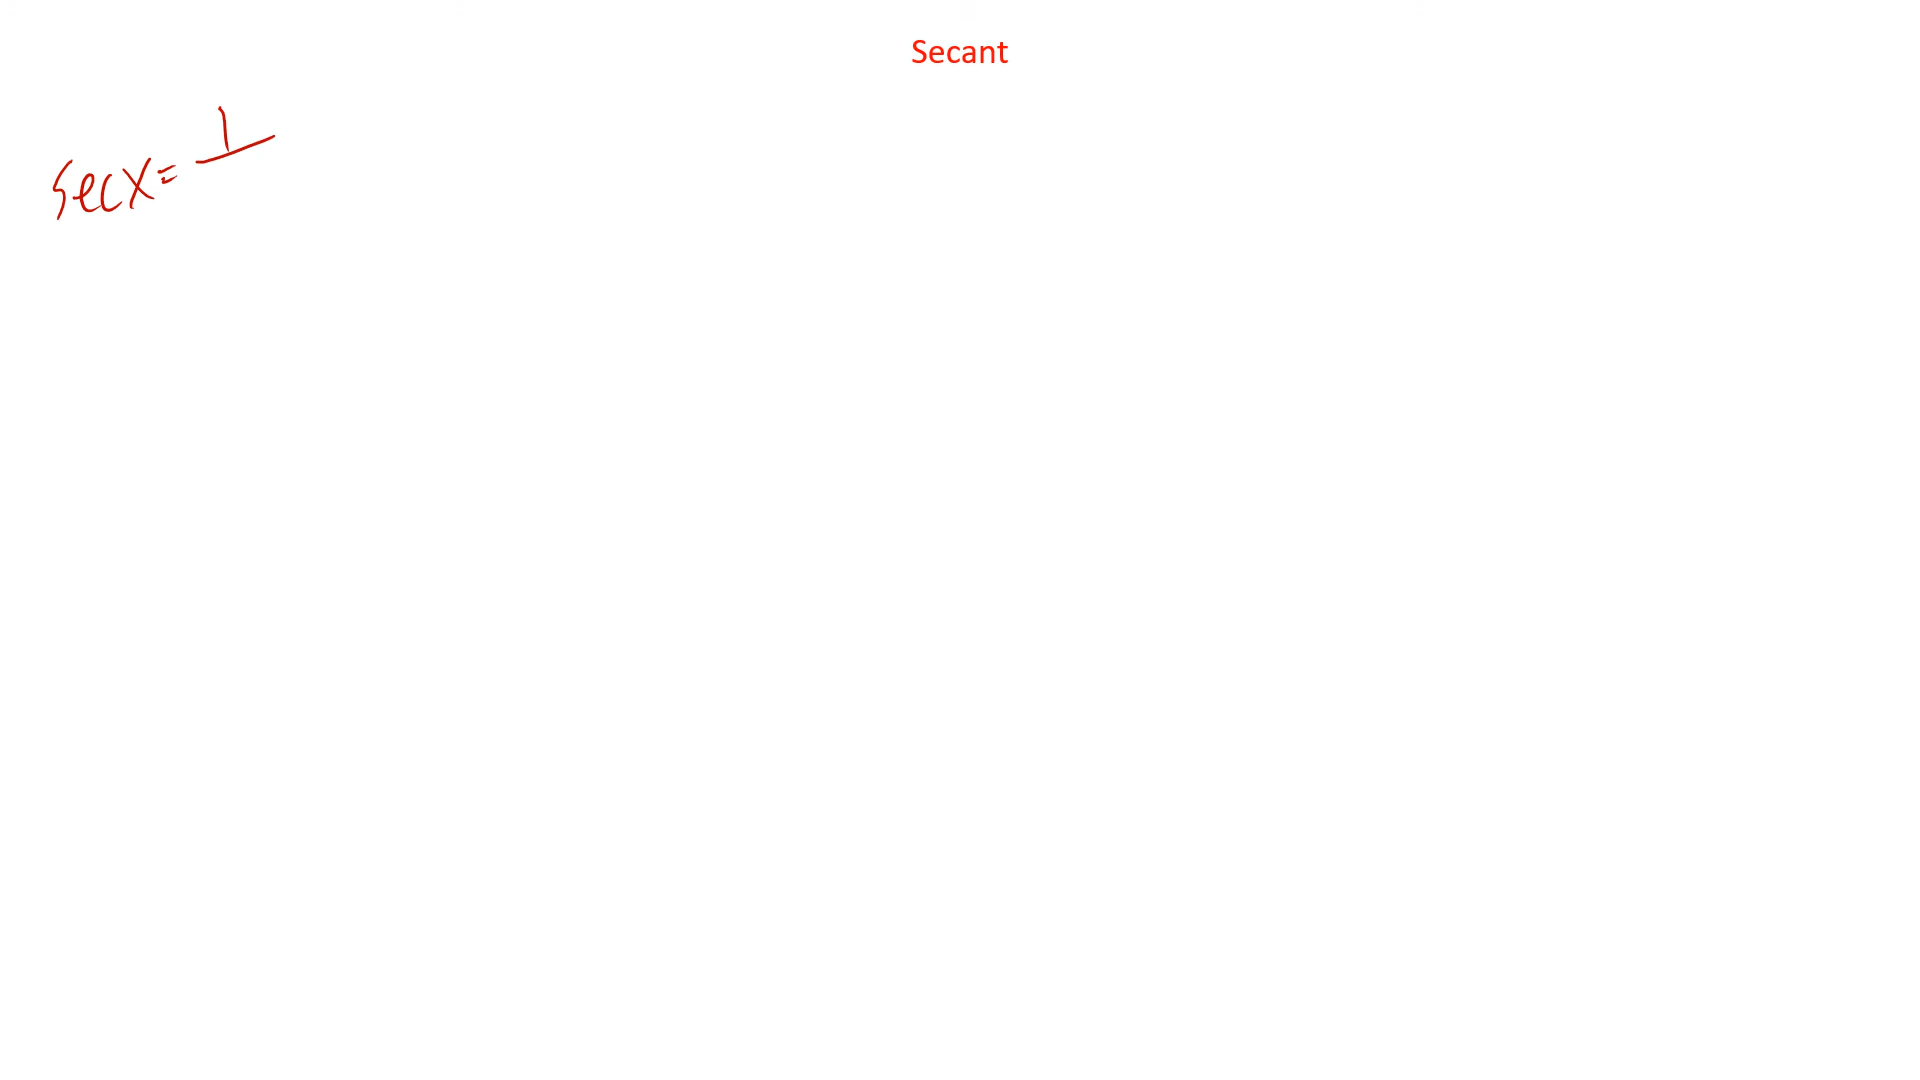 Secant
Secx = 1/